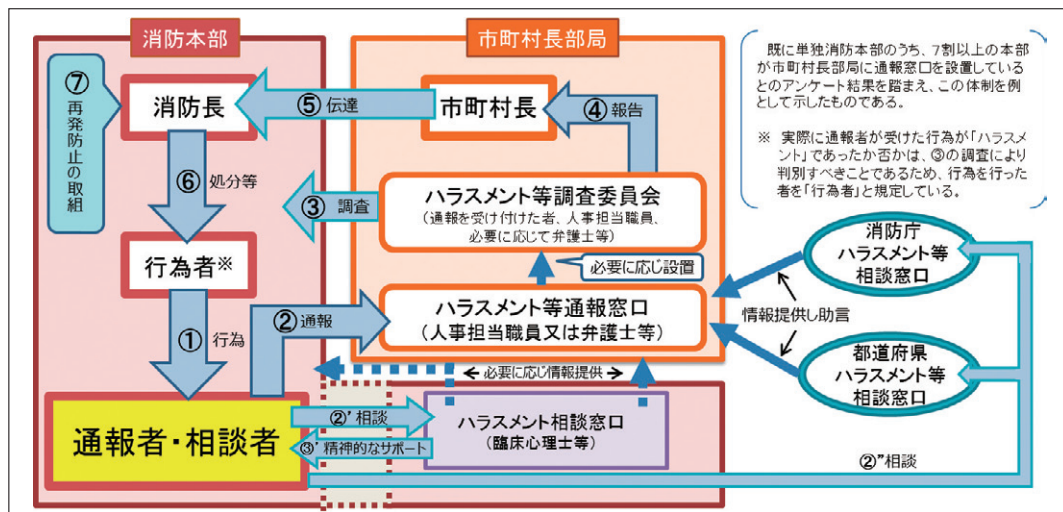 消防本部
市町村長部局
既に単独消防本部のうち、7割以上の本部
が市町村長部局に通報窓口を設置している
とのアンケート結果を踏まえ、この体制を例
として示したものである。
※ 実際に通報者が受けた行為が「ハラス
メント」であったか否かは、③の調査により
判別すべきことであるため、行為を行った
者を「行為者」と規定している。
⑦
再発防止の取組
消防長
⑤ 伝達
市町村長
④ 報告
⑥ 処分等
③ 調査
ハラスメント等調査委員会
(通報を受け付けた者、人事担当職員、
必要に応じて弁護士等)
行為者※
必要に応じ設置
消防庁
ハラスメント等
相談窓口
① 行為
② 通報
ハラスメント等通報窓口
(人事担当職員又は弁護士等)
情報提供し助言
都道府県
ハラスメント等
相談窓口
必要に応じ情報提供
通報者・相談者
②' 相談
③' 精神的なサポート
ハラスメント相談窓口
(臨床心理士等)
②"相談